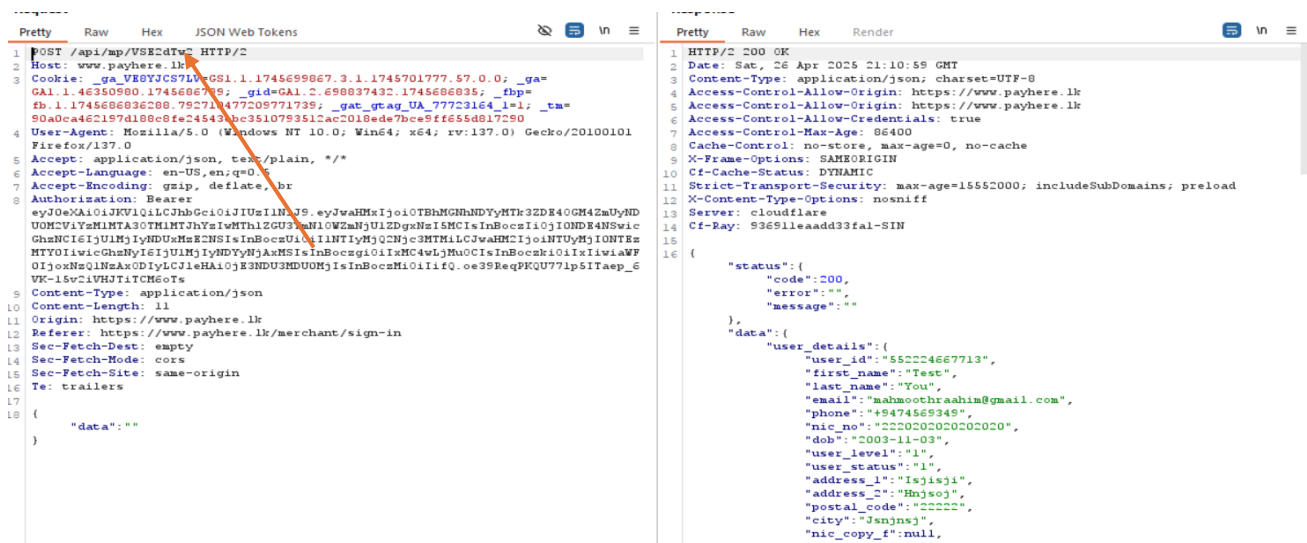 Pretty Raw Hex JSON Web Tokens \n
1 POST /api/mp/VSE2dTw2 HTTP/2
2 Host: www.payhere.lk
3 Cookie: _ga_VE8YJCS7LV=GS1.1.1745699867.3.1.1745701777.57.0.0; _ga=
GA1.1.46350980.1745686789; _gid=GA1.2.698837432.1745686835; _fbp=
_gat_gtag_UA_77723164_1=1; _tm=
4 User-Agent: Mozilla/5.0 (Windows NT 10.0; Win64; x64; rv:137.0) Gecko/20100101
Firefox/137.0
5 Accept: application/json, text/plain, */*
6 Accept-Language: en-US,en;q=0.5
7 Accept-Encoding: gzip, deflate, br
8 Authorization: Bearer
9 Content-Type: application/json
10 Content-Length: 11
11 Origin: https://www.payhere.lk
12 Referer: https://www.payhere.lk/merchant/sign-in
13 Sec-Fetch-Dest: empty
14 Sec-Fetch-Mode: cors
15 Sec-Fetch-Site: same-origin
16 Te: trailers
17
18 {
"data":""
}
Response
Pretty Raw Hex Render \n
1 HTTP/2 200 OK
2 Date: Sat, 26 Apr 2025 21:10:59 GMT
3 Content-Type: application/json; charset=UTF-8
4 Access-Control-Allow-Origin: https://www.payhere.lk
5 Access-Control-Allow-Origin: https://www.payhere.lk
6 Access-Control-Allow-Credentials: true
7 Access-Control-Max-Age: 86400
8 Cache-Control: no-store, max-age=0, no-cache
9 X-Frame-Options: SAMEORIGIN
10 Cf-Cache-Status: DYNAMIC
11 Strict-Transport-Security: max-age=15552000; includeSubDomains; preload
12 X-Content-Type-Options: nosniff
13 Server: cloudflare
14 Cf-Ray: 93691leaadd33fa1-SIN
15
16 {
"status":{
"code":200,
"error":"",
"message":""
},
"data":{
"user_details":{
"user_id":"552224667713",
"first_name":"Test",
"last_name":"You",
"email":"mahmoothraahim@gmail.com",
"phone":"+9474569349",
"nic_no":"2220202020202020",
"dob":"2003-11-03",
"user_level":"1",
"user_status":"1",
"address_1":"Isjisji",
"address_2":"Hnjsoj",
"postal_code":"22222",
"city":"Jsnjnsj",
"nic_copy_f":null,